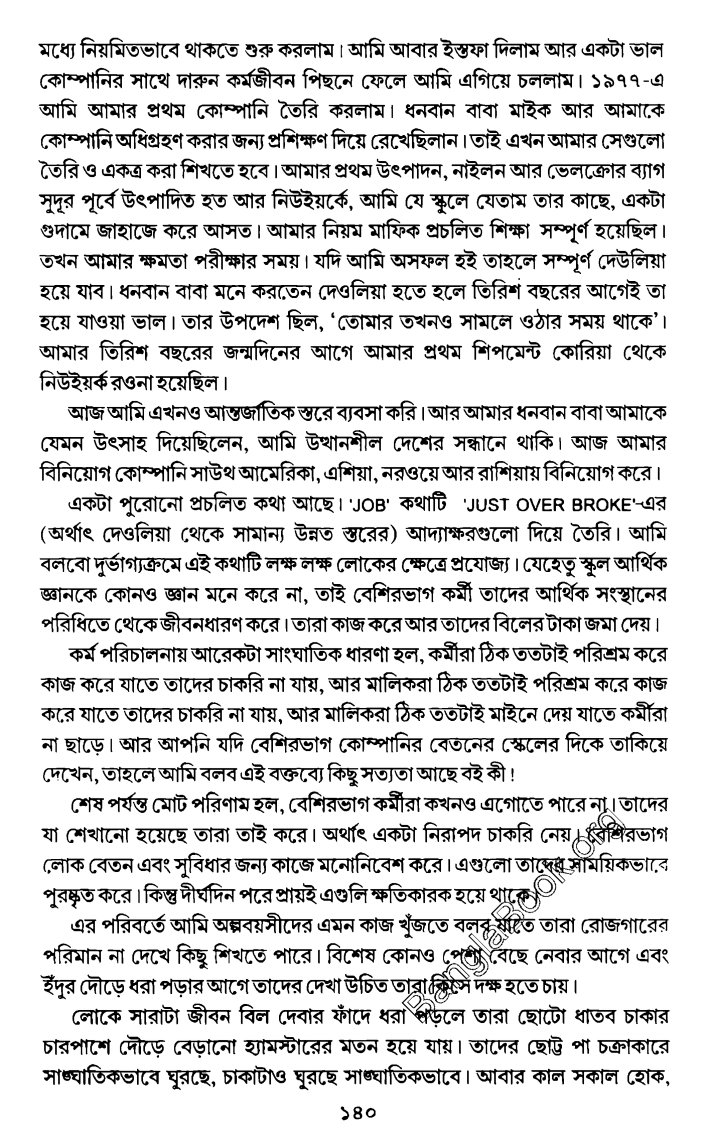 মধ্যে নিয়মিতভাবে থাকতে শুরু করলাম। আমি আবার ইস্তফা দিলাম আর একটা ভাল
কোম্পানির সাথে দারুন কর্মজীবন পিছনে ফেলে আমি এগিয়ে চললাম। ১৯৭৭-এ
আমি আমার প্রথম কোম্পানি তৈরি করলাম। ধনবান বাবা মাইক আর আমাকে
কোম্পানি অধিগ্রহণ করার জন্য প্রশিক্ষণ দিয়ে রেখেছিলান। তাই এখন আমার সেগুলো
তৈরি ও একত্র করা শিখতে হবে। আমার প্রথম উৎপাদন, নাইলন আর ভেলক্রোর ব্যাগ
সুদূর পূর্বে উৎপাদিত হত আর নিউইয়র্কে, আমি যে স্কুলে যেতাম তার কাছে, একটা
গুদামে জাহাজে করে আসত। আমার নিয়ম মাফিক প্রচলিত শিক্ষা সম্পূর্ণ হয়েছিল।
তখন আমার ক্ষমতা পরীক্ষার সময়। যদি আমি অসফল হই তাহলে সম্পূর্ণ দেউলিয়া
হয়ে যাব। ধনবান বাবা মনে করতেন দেওলিয়া হতে হলে তিরিশ বছরের আগেই তা
হয়ে যাওয়া ভাল। তার উপদেশ ছিল, ‘তোমার তখনও সামলে ওঠার সময় থাকে’।
আমার তিরিশ বছরের জন্মদিনের আগে আমার প্রথম শিপমেন্ট কোরিয়া থেকে
নিউইয়র্ক রওনা হয়েছিল।
আজ আমি এখনও আন্তর্জাতিক স্তরে ব্যবসা করি। আর আমার ধনবান বাবা আমাকে
যেমন উৎসাহ দিয়েছিলেন, আমি উত্থানশীল দেশের সন্ধানে থাকি। আজ আমার
বিনিয়োগ কোম্পানি সাউথ আমেরিকা, এশিয়া, নরওয়ে আর রাশিয়ায় বিনিয়োগ করে।
একটা পুরোনো প্রচলিত কথা আছে। 'JOB' কথাটি 'JUST OVER BROKE'-এর
(অর্থাৎ দেওলিয়া থেকে সামান্য উন্নত স্তরের) আদ্যাক্ষরগুলো দিয়ে তৈরি। আমি
বলবো দুর্ভাগ্যক্রমে এই কথাটি লক্ষ লক্ষ লোকের ক্ষেত্রে প্রযোজ্য। যেহেতু স্কুল আর্থিক
জ্ঞানকে কোনও জ্ঞান মনে করে না, তাই বেশিরভাগ কর্মী তাদের আর্থিক সংস্থানের
পরিধিতে থেকে জীবনধারণ করে। তারা কাজ করে আর তাদের বিলের টাকা জমা দেয়।
কর্ম পরিচালনায় আরেকটা সাংঘাতিক ধারণা হল, কর্মীরা ঠিক ততটাই পরিশ্রম করে
কাজ করে যাতে তাদের চাকরি না যায়, আর মালিকরা ঠিক ততটাই পরিশ্রম করে কাজ
করে যাতে তাদের চাকরি না যায়, আর মালিকরা ঠিক ততটাই মাইনে দেয় যাতে কর্মীরা
না ছাড়ে। আর আপনি যদি বেশিরভাগ কোম্পানির বেতনের স্কেলের দিকে তাকিয়ে
দেখেন, তাহলে আমি বলব এই বক্তব্যে কিছু সত্যতা আছে বই কী!
শেষ পর্যন্ত মোট পরিণাম হল, বেশিরভাগ কর্মীরা কখনও এগোতে পারে না। তাদের
যা শেখানো হয়েছে তারা তাই করে। অর্থাৎ একটা নিরাপদ চাকরি নেয়। বেশিরভাগ
লোক বেতন এবং সুবিধার জন্য কাজে মনোনিবেশ করে। এগুলো তাদের সাময়িকভাবে
পুরষ্কৃত করে। কিন্তু দীর্ঘদিন পরে প্রায়ই এগুলি ক্ষতিকারক হয়ে থাকে।
এর পরিবর্তে আমি অল্পবয়সীদের এমন কাজ খুঁজতে বলব যাতে তারা রোজগারের
পরিমান না দেখে কিছু শিখতে পারে। বিশেষ কোনও পেশা বেছে নেবার আগে এবং
ইঁদুর দৌড়ে ধরা পড়ার আগে তাদের দেখা উচিত তারা কিসে দক্ষ হতে চায়।
লোকে সারাটা জীবন বিল দেবার ফাঁদে ধরা পড়লে তারা ছোটো ধাতব চাকার
চারপাশে দৌড়ে বেড়ানো হ্যামস্টারের মতন হয়ে যায়। তাদের ছোট্ট পা চক্রাকারে
সাঙ্ঘাতিকভাবে ঘুরছে, চাকাটাও ঘুরছে সাঙ্ঘাতিকভাবে। আবার কাল সকাল হোক,
১৪০
BanglaBook.org